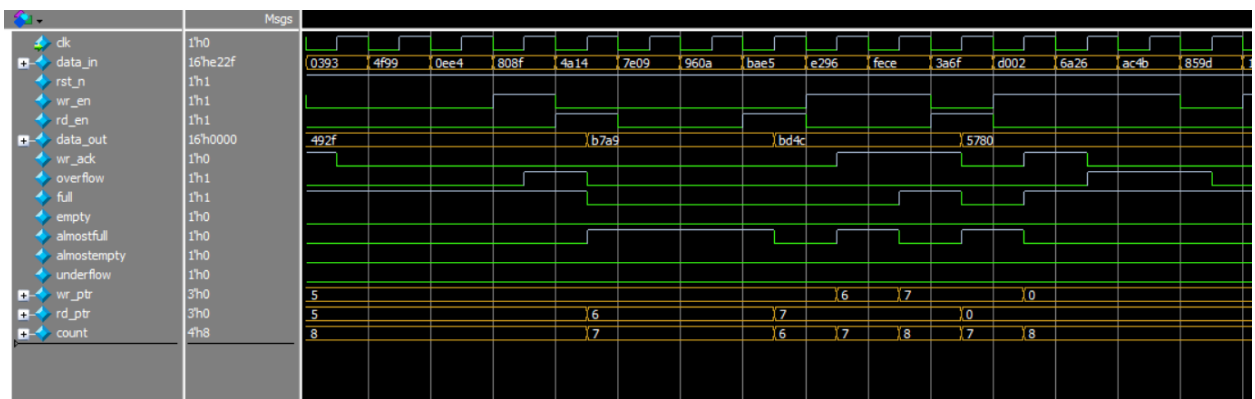 Msgs
clk 1'h0
data_in 16'he22f 0393 4f99 0ee4 808f 4a14 7e09 960a bae5 e296 fece 3a6f d002 6a26 ac4b 859d 1
rst_n 1'h1
wr_en 1'h1
rd_en 1'h1
data_out 16'h0000 492f b7a9 bd4c 5780
wr_ack 1'h0
overflow 1'h1
full 1'h1
empty 1'h0
almostfull 1'h0
almostempty 1'h0
underflow 1'h0
wr_ptr 3'h0 5 6 7 0
rd_ptr 3'h0 5 6 7 0
count 4'h8 8 7 6 7 8 7 8